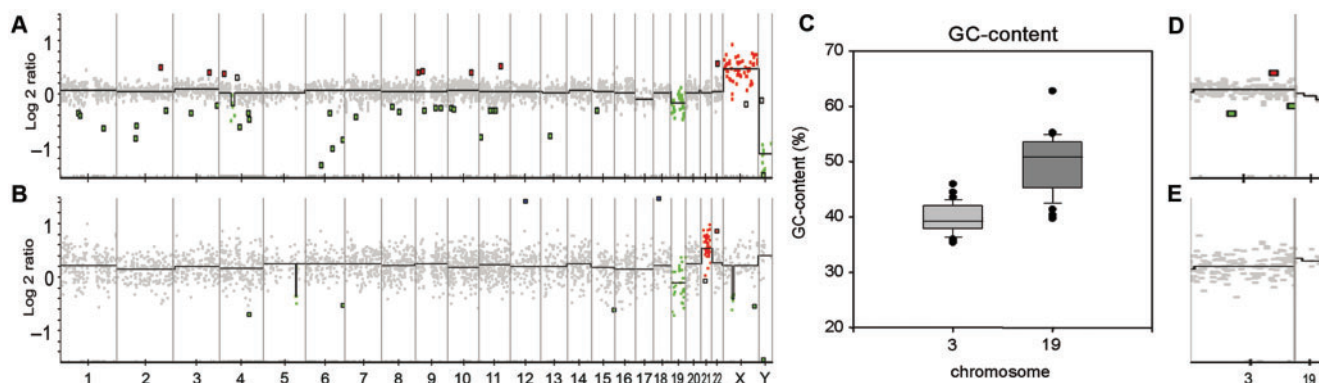 A
Log 2 ratio
1
0
–1
B
Log 2 ratio
1
0
–1
1 2 3 4 5 6 7 8 9 10 11 12 13 14 15 16 17 18 19 20 21 22 X Y
C
GC-content
GC-content (%)
70
60
50
40
30
20
3 19
chromosome
D
3 19
E
3 19